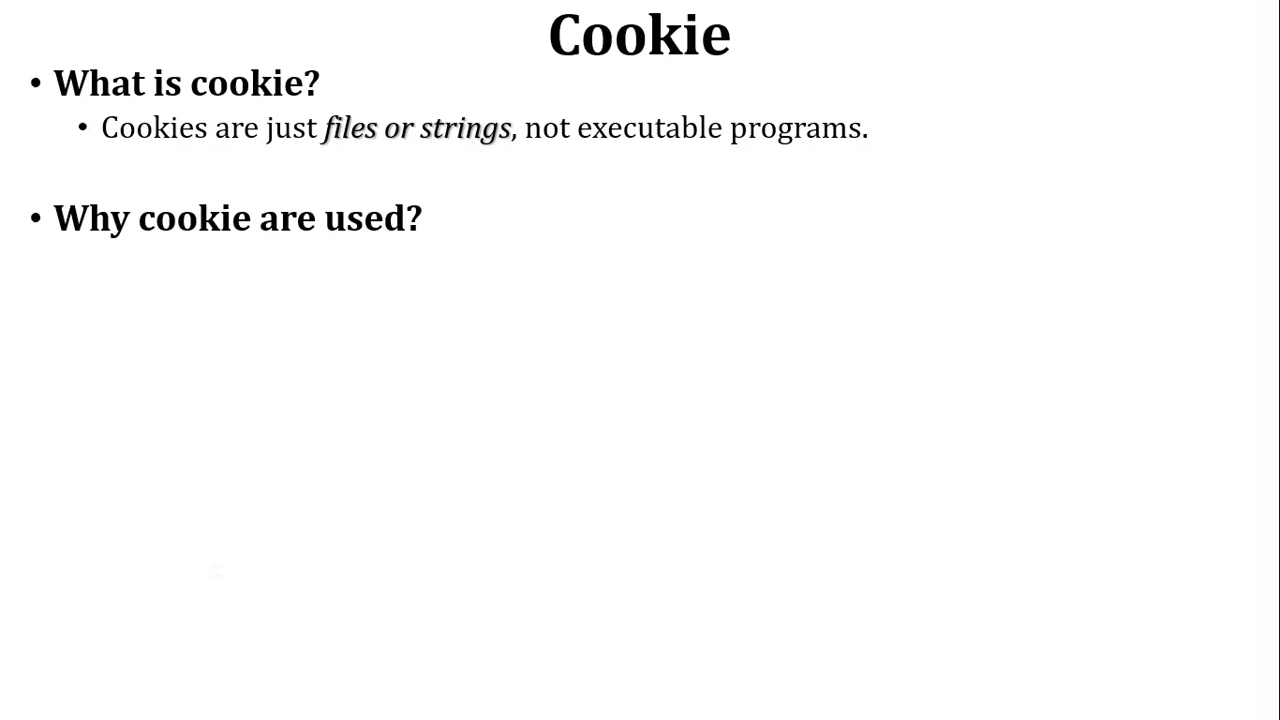 Cookie
• What is cookie?
• Cookies are just files or strings, not executable programs.
• Why cookie are used?